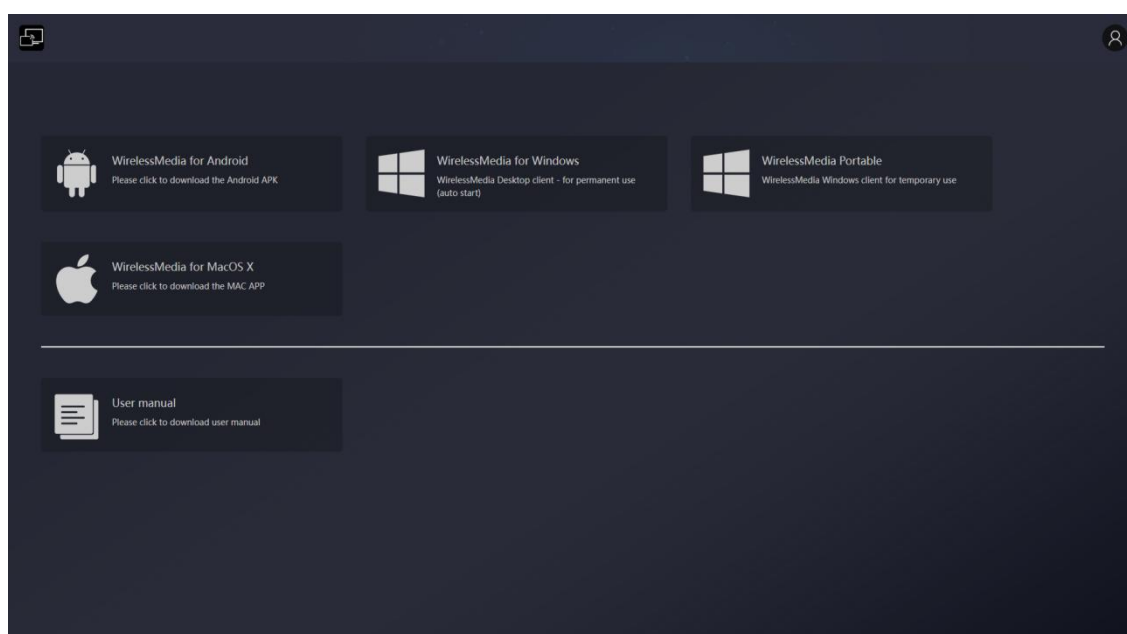 WirelessMedia for Android
Please click to download the Android APK
WirelessMedia for Windows
WirelessMedia Desktop client - for permanent use
(auto start)
WirelessMedia Portable
WirelessMedia Windows client for temporary use
WirelessMedia for MacOS X
Please click to download the MAC APP
User manual
Please click to download user manual